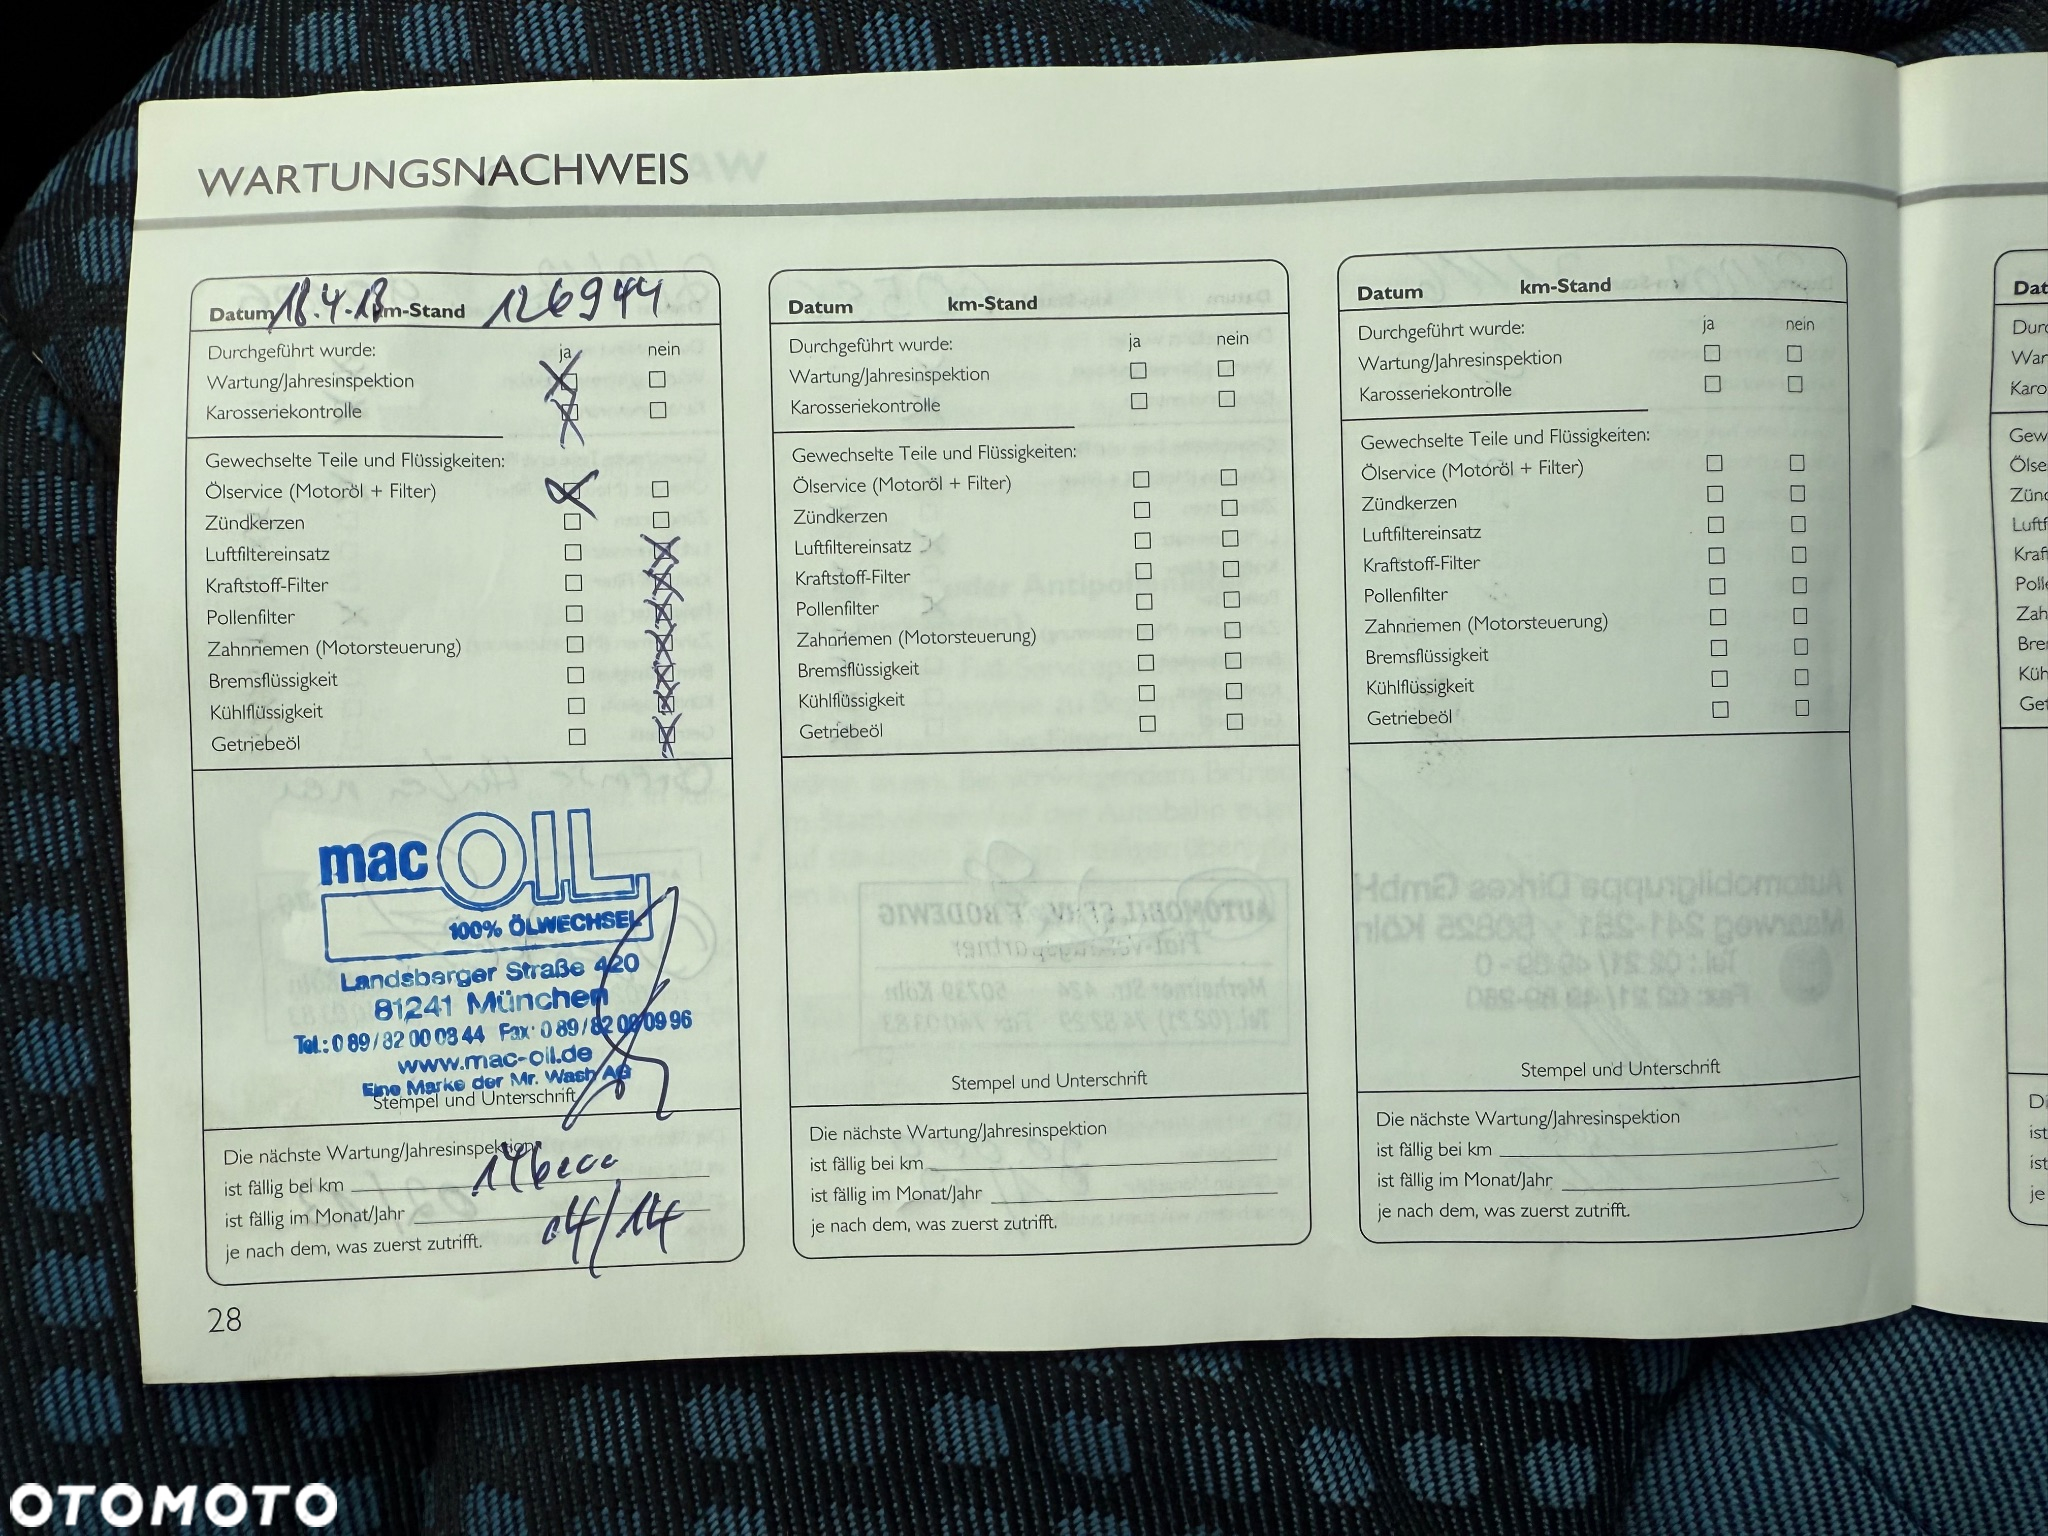 WARTUNGSNACHWEIS
Datum 18.4.13 km-Stand 126944
Durchgeführt wurde: ja nein
Wartung/Jahresinspektion
Karosseriekontrolle
Gewechselte Teile und Flüssigkeiten:
Ölservice (Motoröl + Filter)
Zündkerzen
Luftfiltereinsatz
Kraftstoff-Filter
Pollenfilter
Zahnriemen (Motorsteuerung)
Bremsflüssigkeit
Kühlflüssigkeit
Getriebeöl
mac OIL
100% ÖLWECHSEL
Landsberger Straße 420
81241 München
Tel.: 0 89 / 82 00 08 44 Fax: 0 89 / 82 00 09 96
www.mac-oil.de
Eine Marke der Mr. Wash AG
Stempel und Unterschrift
Die nächste Wartung/Jahresinspektion
ist fällig bei km 146000
ist fällig im Monat/Jahr 04/14
je nach dem, was zuerst zutrifft.
28
Datum km-Stand
Durchgeführt wurde: ja nein
Wartung/Jahresinspektion
Karosseriekontrolle
Gewechselte Teile und Flüssigkeiten:
Ölservice (Motoröl + Filter)
Zündkerzen
Luftfiltereinsatz
Kraftstoff-Filter
Pollenfilter
Zahnriemen (Motorsteuerung)
Bremsflüssigkeit
Kühlflüssigkeit
Getriebeöl
Stempel und Unterschrift
Die nächste Wartung/Jahresinspektion
ist fällig bei km
ist fällig im Monat/Jahr
je nach dem, was zuerst zutrifft.
Datum km-Stand
Durchgeführt wurde: ja nein
Wartung/Jahresinspektion
Karosseriekontrolle
Gewechselte Teile und Flüssigkeiten:
Ölservice (Motoröl + Filter)
Zündkerzen
Luftfiltereinsatz
Kraftstoff-Filter
Pollenfilter
Zahnriemen (Motorsteuerung)
Bremsflüssigkeit
Kühlflüssigkeit
Getriebeöl
Stempel und Unterschrift
Die nächste Wartung/Jahresinspektion
ist fällig bei km
ist fällig im Monat/Jahr
je nach dem, was zuerst zutrifft.
OTOMOTO